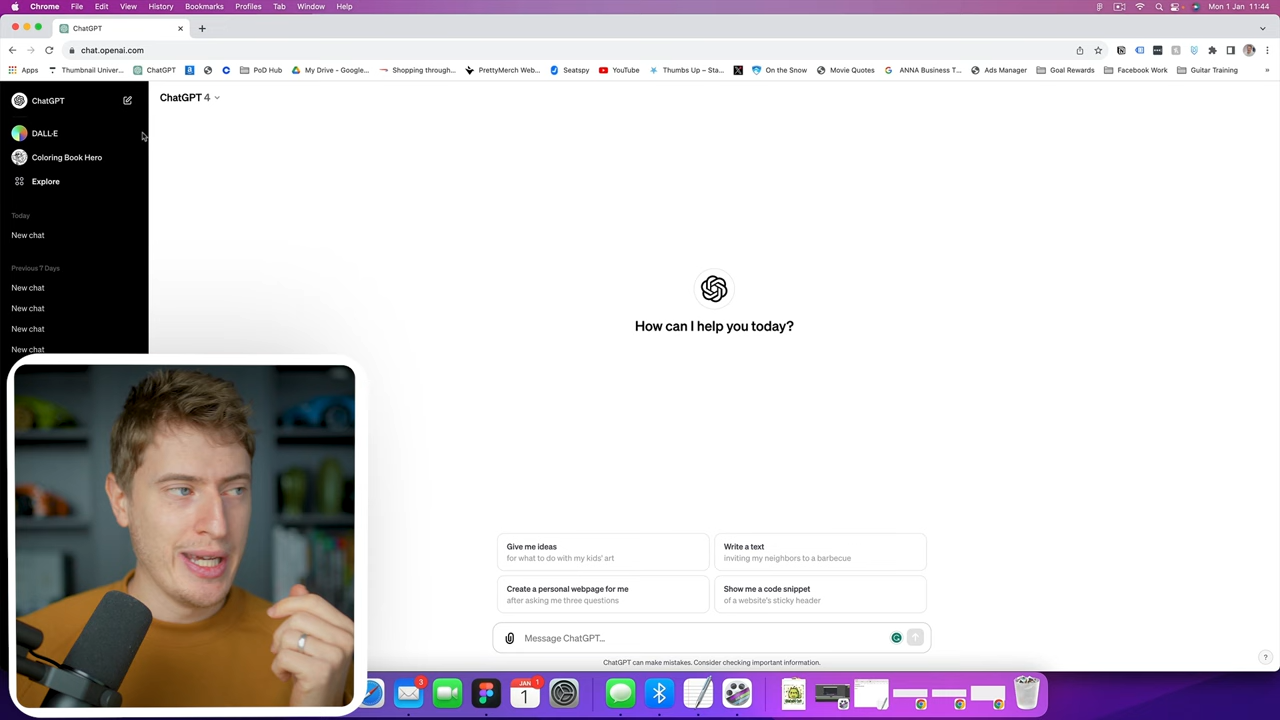 Chrome File Edit View History Bookmarks Profiles Tab Window Help Mon 1 Jan 11:44
ChatGPT
chat.openai.com
Apps Thumbnail Univer... ChatGPT PoD Hub My Drive – Google... Shopping through... PrettyMerch Web... Seatspy YouTube Thumbs Up – Sta... On the Snow Movie Quotes ANNA Business T... Ads Manager Goal Rewards Facebook Work Guitar Training »
ChatGPT
ChatGPT 4
DALL·E
Coloring Book Hero
Explore
Today
New chat
Previous 7 Days
New chat
New chat
New chat
New chat
How can I help you today?
Give me ideas
for what to do with my kids' art
Write a text
inviting my neighbors to a barbecue
Create a personal webpage for me
after asking me three questions
Show me a code snippet
of a website's sticky header
Message ChatGPT...
ChatGPT can make mistakes. Consider checking important information.
?
3
JAN
1
1